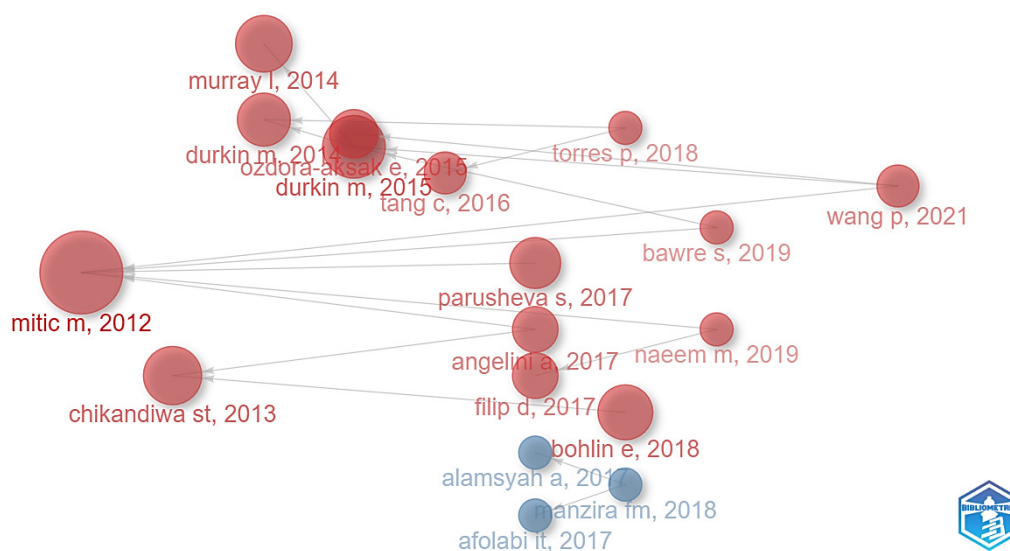 murray l, 2014
durkin m, 2014
ozdora-aksak e, 2015
durkin m, 2015
tang c, 2016
torres p, 2018
wang p, 2021
bawre s, 2019
mitic m, 2012
parusheva s, 2017
angelini a, 2017
naeem m, 2019
chikandiwa st, 2013
filip d, 2017
bohlin e, 2018
alamsyah a, 2017
manzira fm, 2018
afolabi it, 2017
BIBLIOMETRI